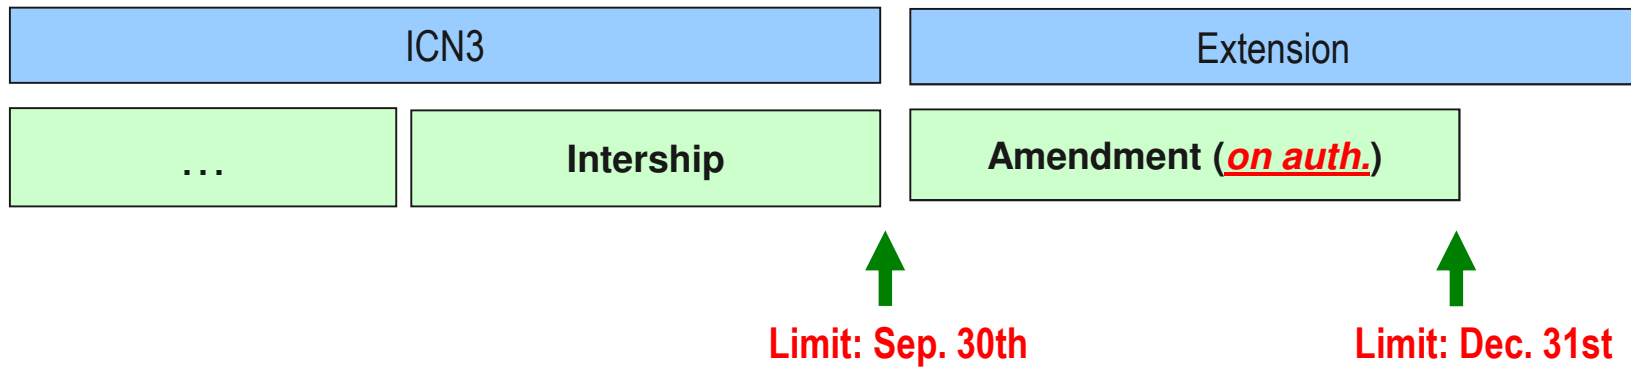 ICN3
Extension
...
Intership
Amendment (on auth.)
Limit: Sep. 30th
Limit: Dec. 31st